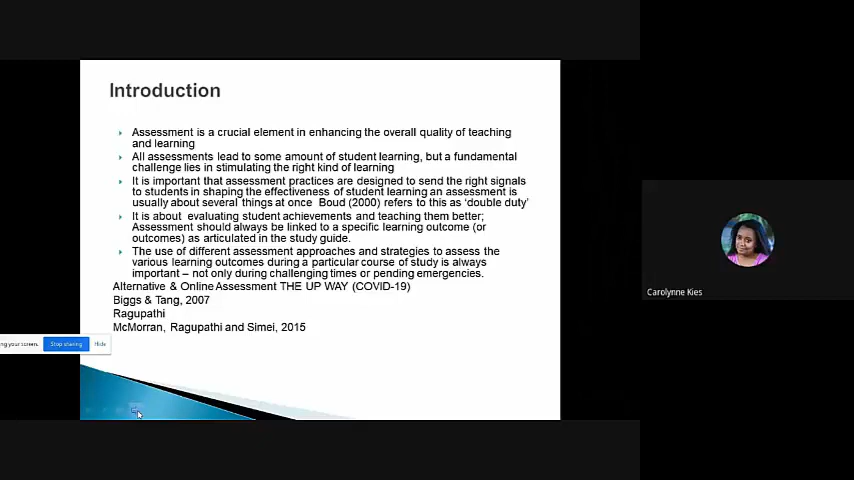 Introduction
Assessment is a crucial element in enhancing the overall quality of teaching
and learning
All assessments lead to some amount of student learning, but a fundamental
challenge lies in stimulating the right kind of learning
It is important that assessment practices are designed to send the right signals
to students in shaping the effectiveness of student learning an assessment is
usually about several things at once Boud (2000) refers to this as ‘double duty’
It is about evaluating student achievements and teaching them better;
Assessment should always be linked to a specific learning outcome (or
outcomes) as articulated in the study guide.
The use of different assessment approaches and strategies to assess the
various learning outcomes during a particular course of study is always
important – not only during challenging times or pending emergencies.
Alternative & Online Assessment THE UP WAY (COVID-19)
Biggs & Tang, 2007
Ragupathi
McMorran, Ragupathi and Simei, 2015
ng your screen. Stop sharing Hide
Carolynne Kies